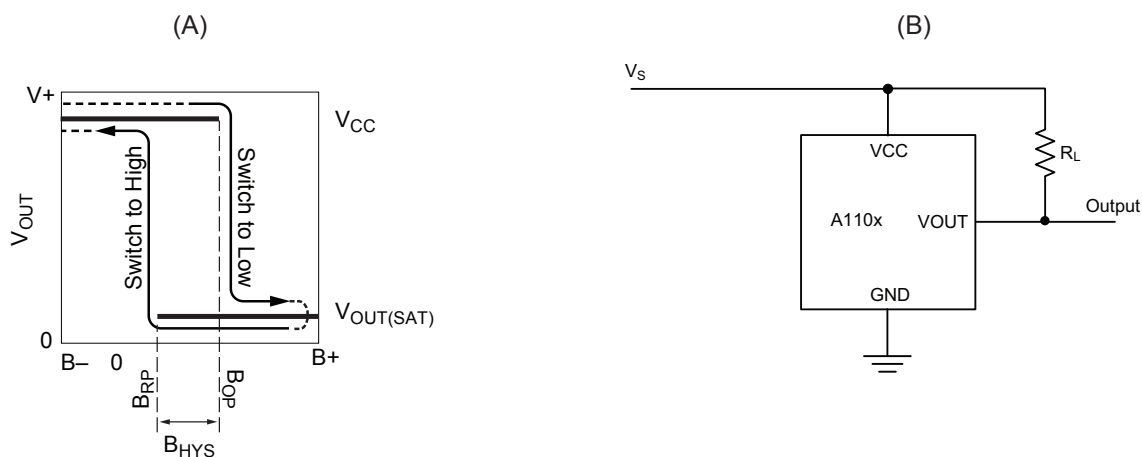 (A)
V+
VCC
VOUT
Switch to High
Switch to Low
VOUT(SAT)
0
B–
0
B+
BRP
BOP
BHYS
(B)
VS
VCC
RL
A110x
VOUT
Output
GND